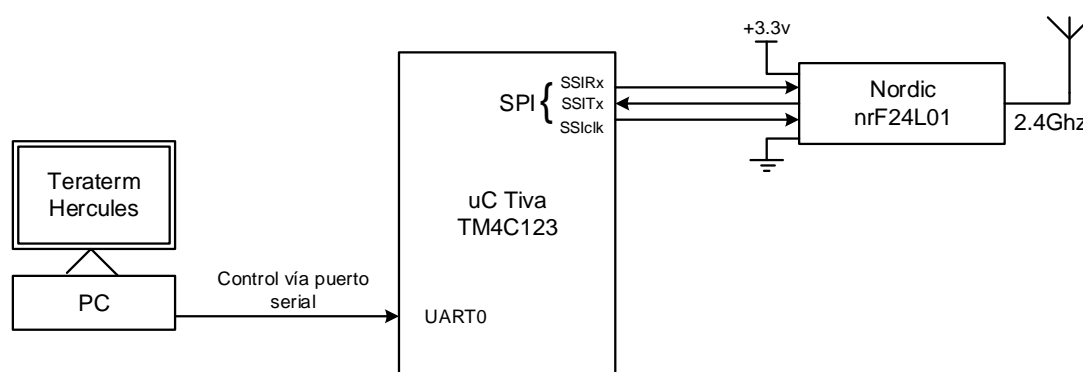 +3.3v
SSIRx
SPI { SSITx
SSIclk
Nordic
nrF24L01
2.4Ghz
Teraterm
Hercules
uC Tiva
TM4C123
PC
Control vía puerto
serial
UART0